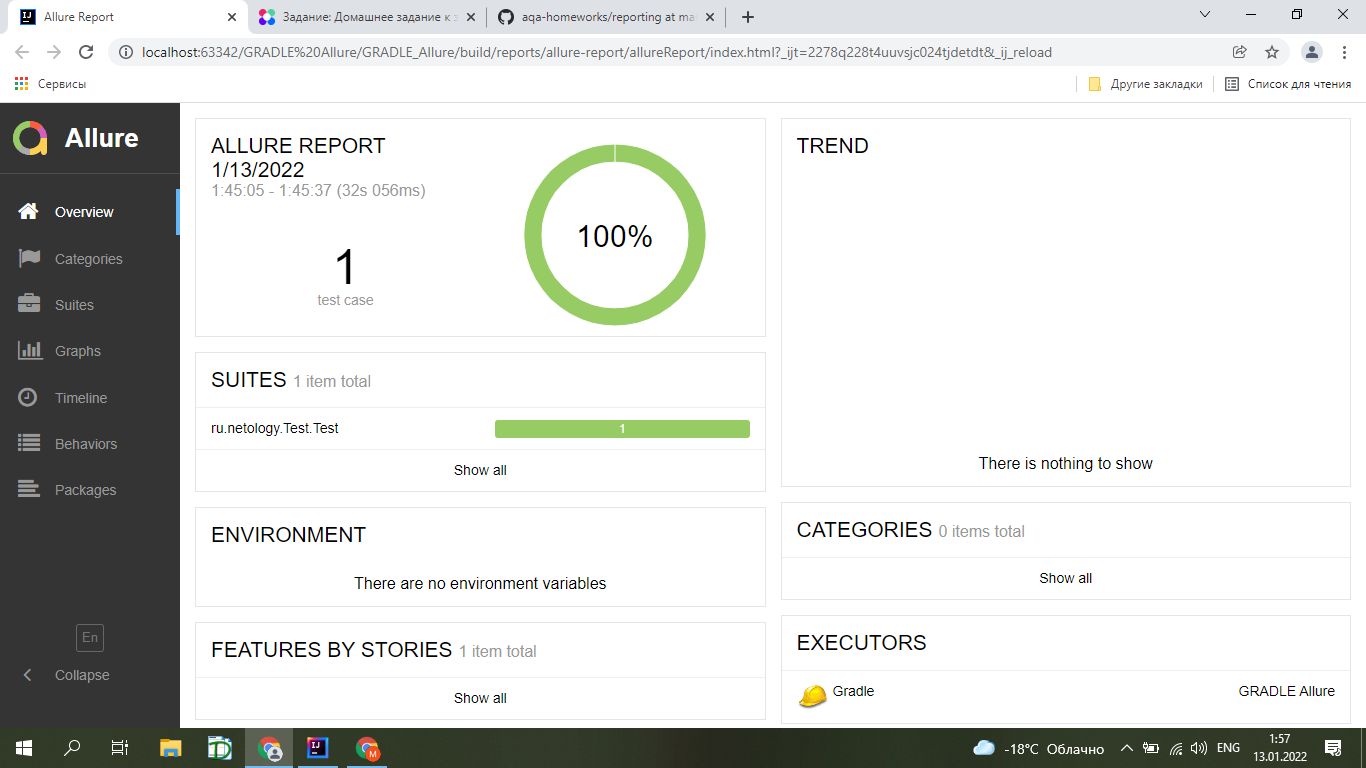 Allure Report
Задание: Домашнее задание к з
aqa-homeworks/reporting at ma
localhost:63342/GRADLE%20Allure/GRADLE_Allure/build/reports/allure-report/allureReport/index.html?_ijt=2278q228t4uuvsjc024tjdetdt&_ij_reload
Сервисы
Другие закладки
Список для чтения
Allure
Overview
Categories
Suites
Graphs
Timeline
Behaviors
Packages
En
Collapse
ALLURE REPORT
1/13/2022
1:45:05 - 1:45:37 (32s 056ms)
1
test case
100%
SUITES 1 item total
ru.netology.Test.Test
1
Show all
ENVIRONMENT
There are no environment variables
FEATURES BY STORIES 1 item total
Show all
TREND
There is nothing to show
CATEGORIES 0 items total
Show all
EXECUTORS
Gradle
GRADLE Allure
-18°C Облачно
ENG
1:57
13.01.2022